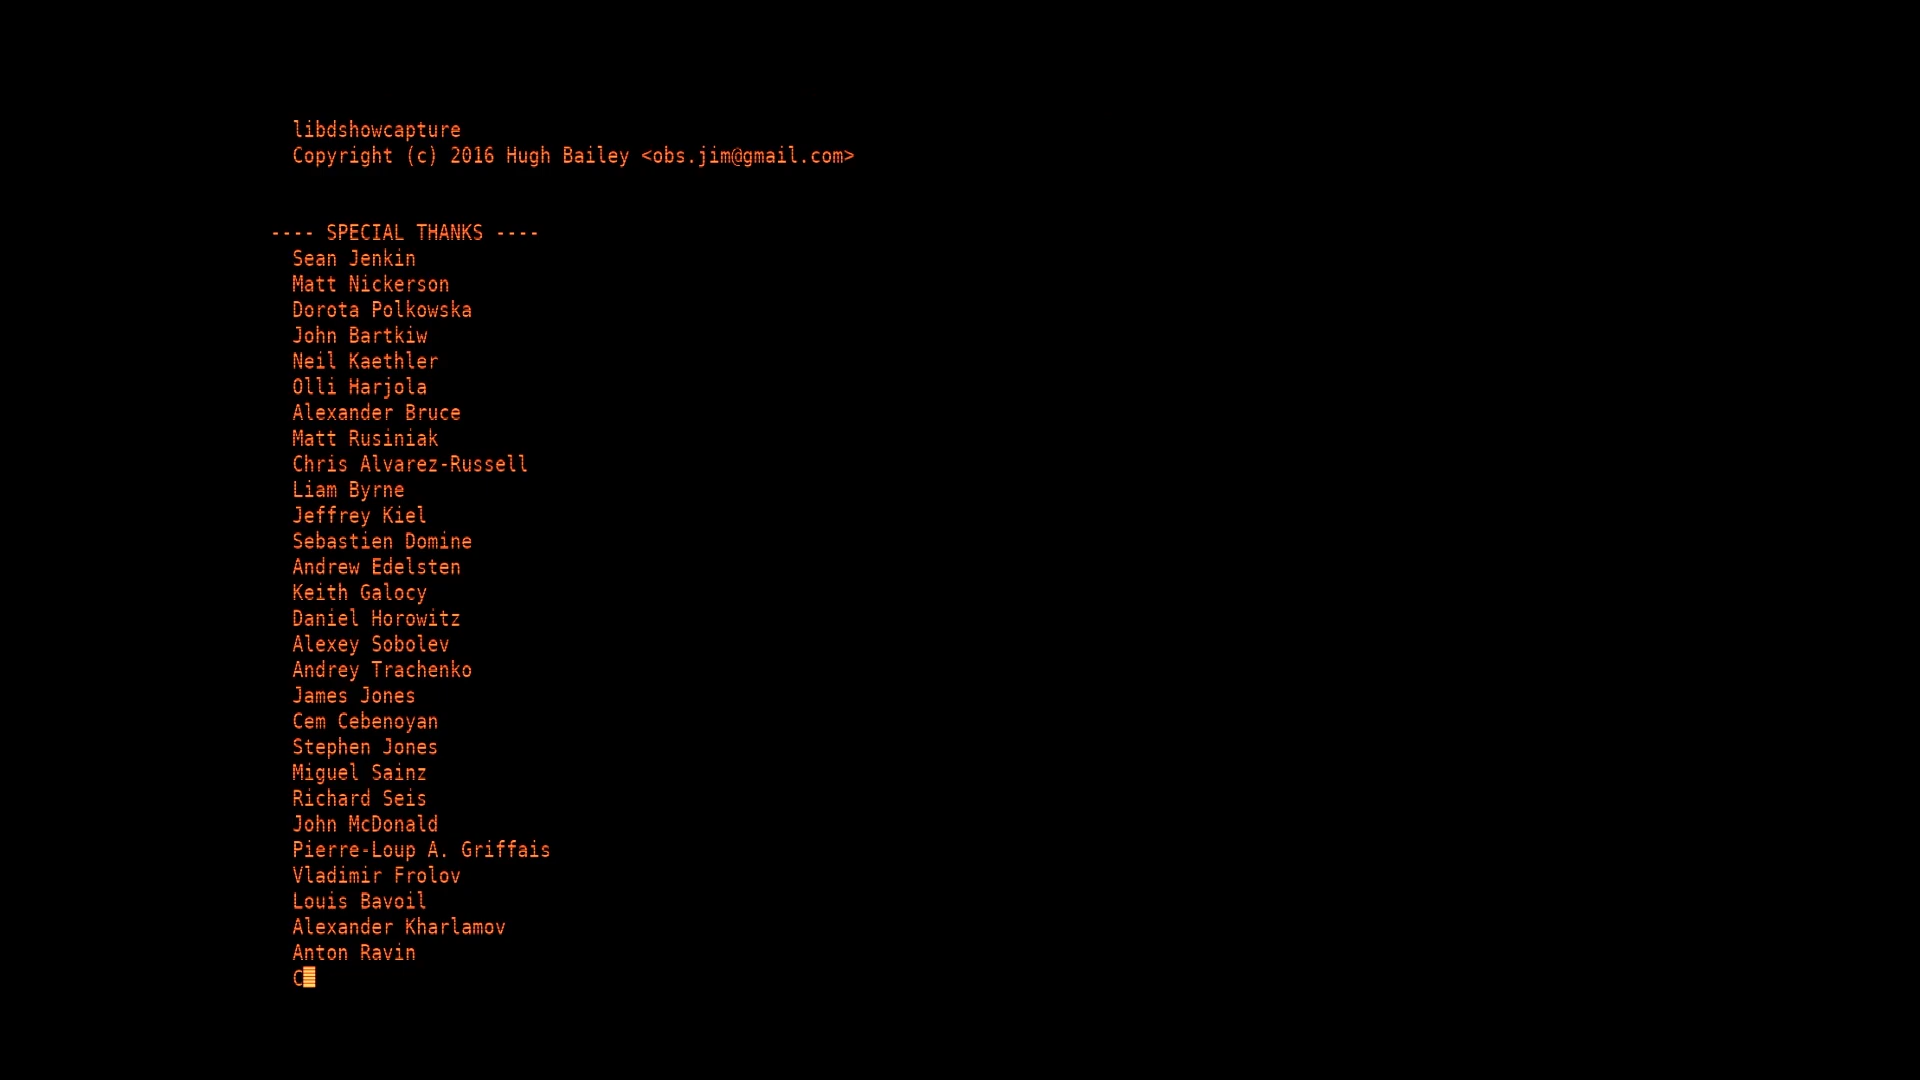 libdshowcapture
Copyright (c) 2016 Hugh Bailey <obs.jim@gmail.com>
---- SPECIAL THANKS ----
Sean Jenkin
Matt Nickerson
Dorota Polkowska
John Bartkiw
Neil Kaethler
Olli Harjola
Alexander Bruce
Matt Rusiniak
Chris Alvarez-Russell
Liam Byrne
Jeffrey Kiel
Sebastien Domine
Andrew Edelsten
Keith Galocy
Daniel Horowitz
Alexey Sobolev
Andrey Trachenko
James Jones
Cem Cebenoyan
Stephen Jones
Miguel Sainz
Richard Seis
John McDonald
Pierre-Loup A. Griffais
Vladimir Frolov
Louis Bavoil
Alexander Kharlamov
Anton Ravin
C